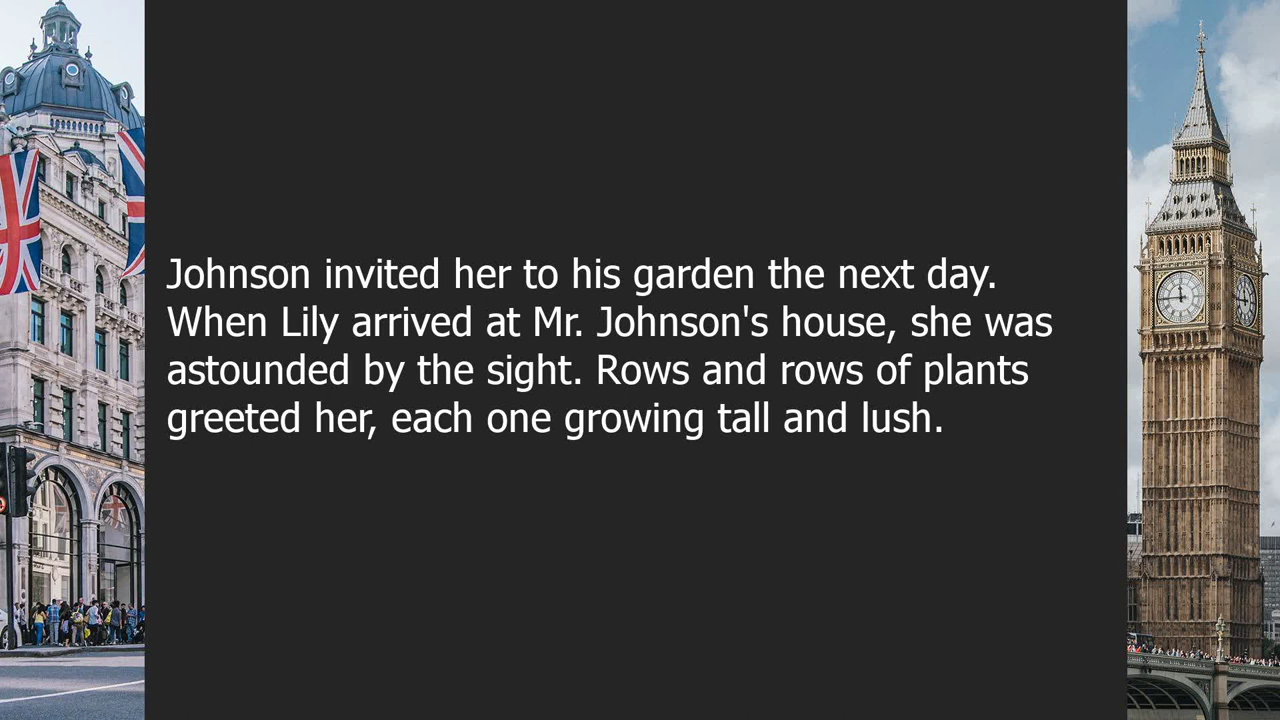 Johnson invited her to his garden the next day.
When Lily arrived at Mr. Johnson's house, she was
astounded by the sight. Rows and rows of plants
greeted her, each one growing tall and lush.